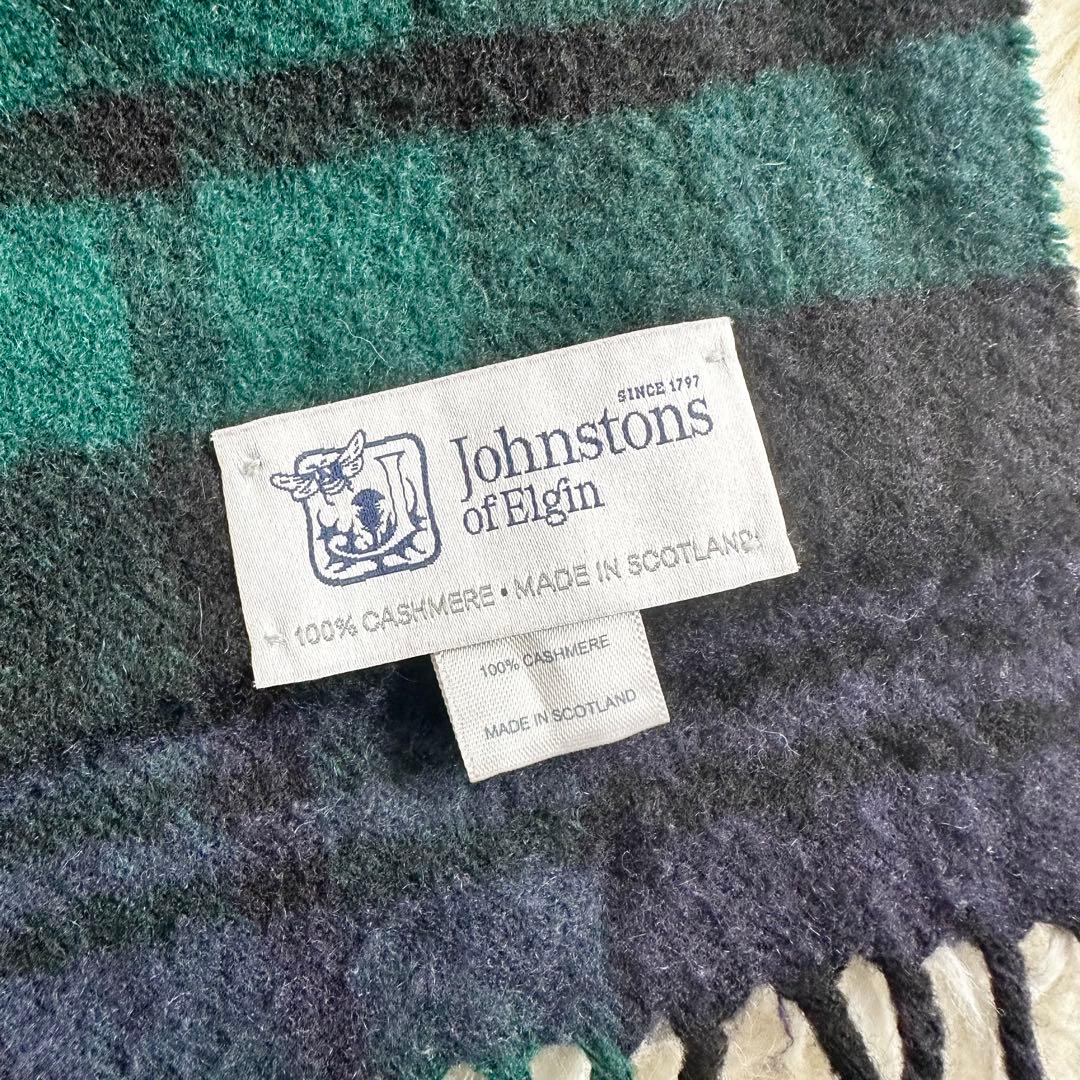 SINCE 1797
Johnstons
of Elgin
100% CASHMERE • MADE IN SCOTLAND
100% CASHMERE
MADE IN SCOTLAND